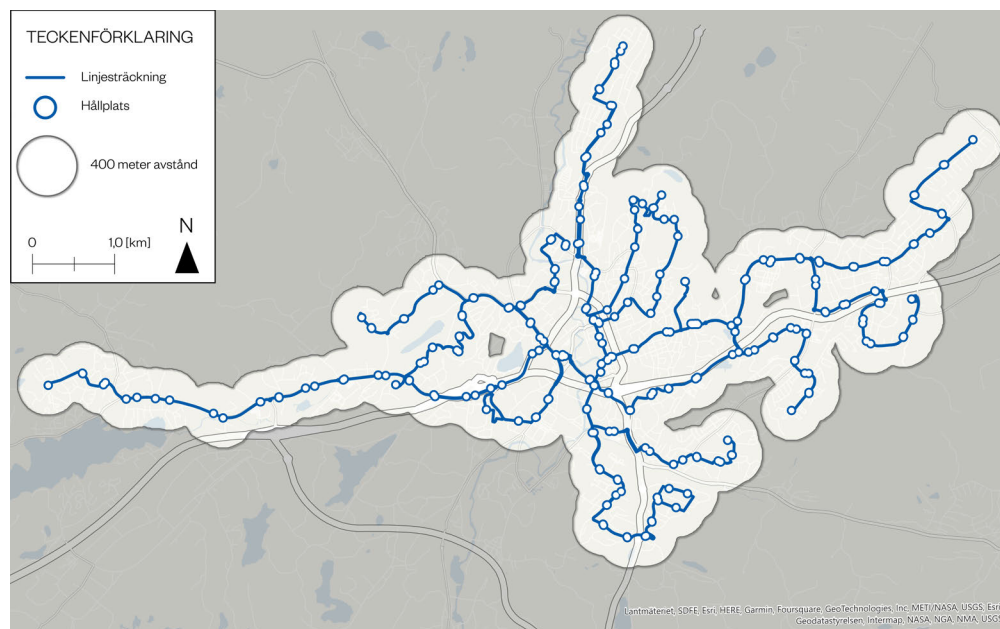 TECKENFÖRKLARING
Linjesträckning
Hållplats
400 meter avstånd
N
0 1,0 [km]
Lantmäteriet, SDFE, Esri, HERE, Garmin, Foursquare, GeoTechnologies, Inc, METI/NASA, USGS, Esri
Geodatastyrelsen, Intermap, NASA, NGA, NMA, USGS